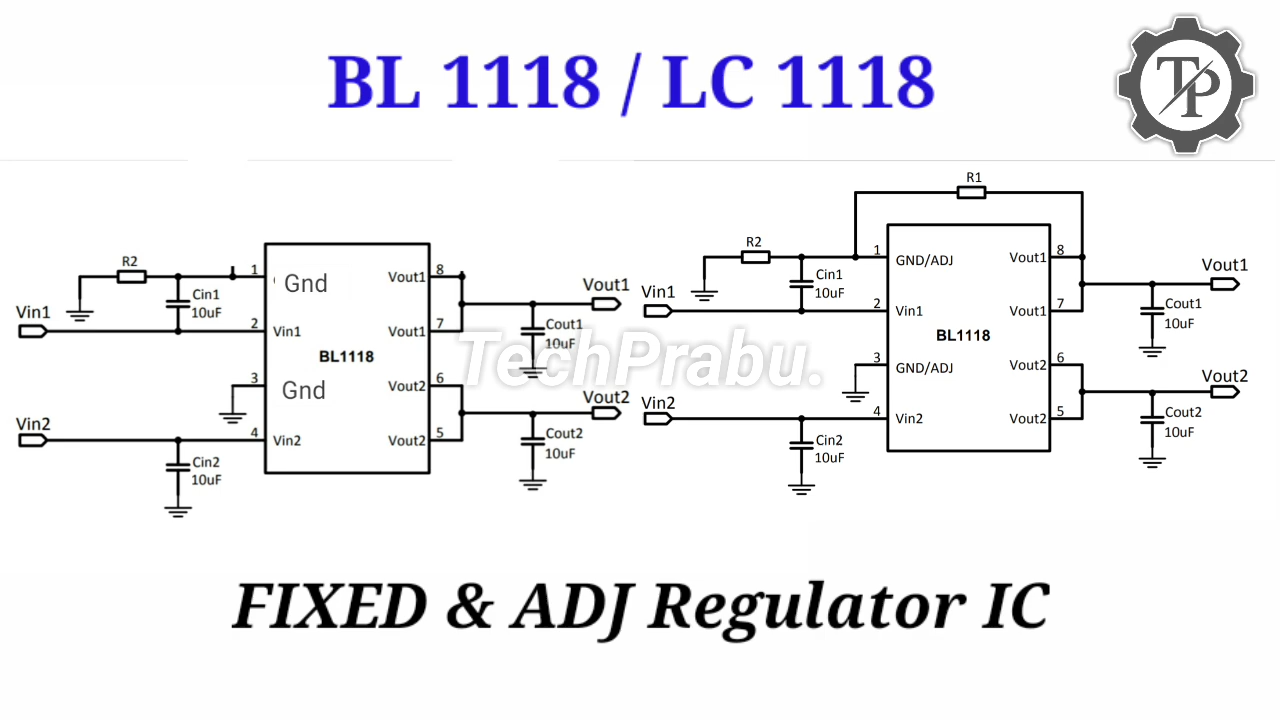 BL 1118 / LC 1118
TP
R2
1
Gnd
Vout1
8
Cin1
10uF
Vin1
2
Vin1
Vout1
7
Vout1
Cout1
10uF
BL1118
3
Gnd
Vout2
6
Vout2
Vin2
4
Vin2
Vout2
5
Cout2
10uF
Cin2
10uF
R1
R2
1
GND/ADJ
Vout1
8
Vout1
Cin1
10uF
Vin1
2
Vin1
Vout1
7
Cout1
10uF
BL1118
3
GND/ADJ
Vout2
6
Vout2
Vin2
4
Vin2
Vout2
5
Cout2
10uF
Cin2
10uF
TechPrabu.
FIXED & ADJ Regulator IC